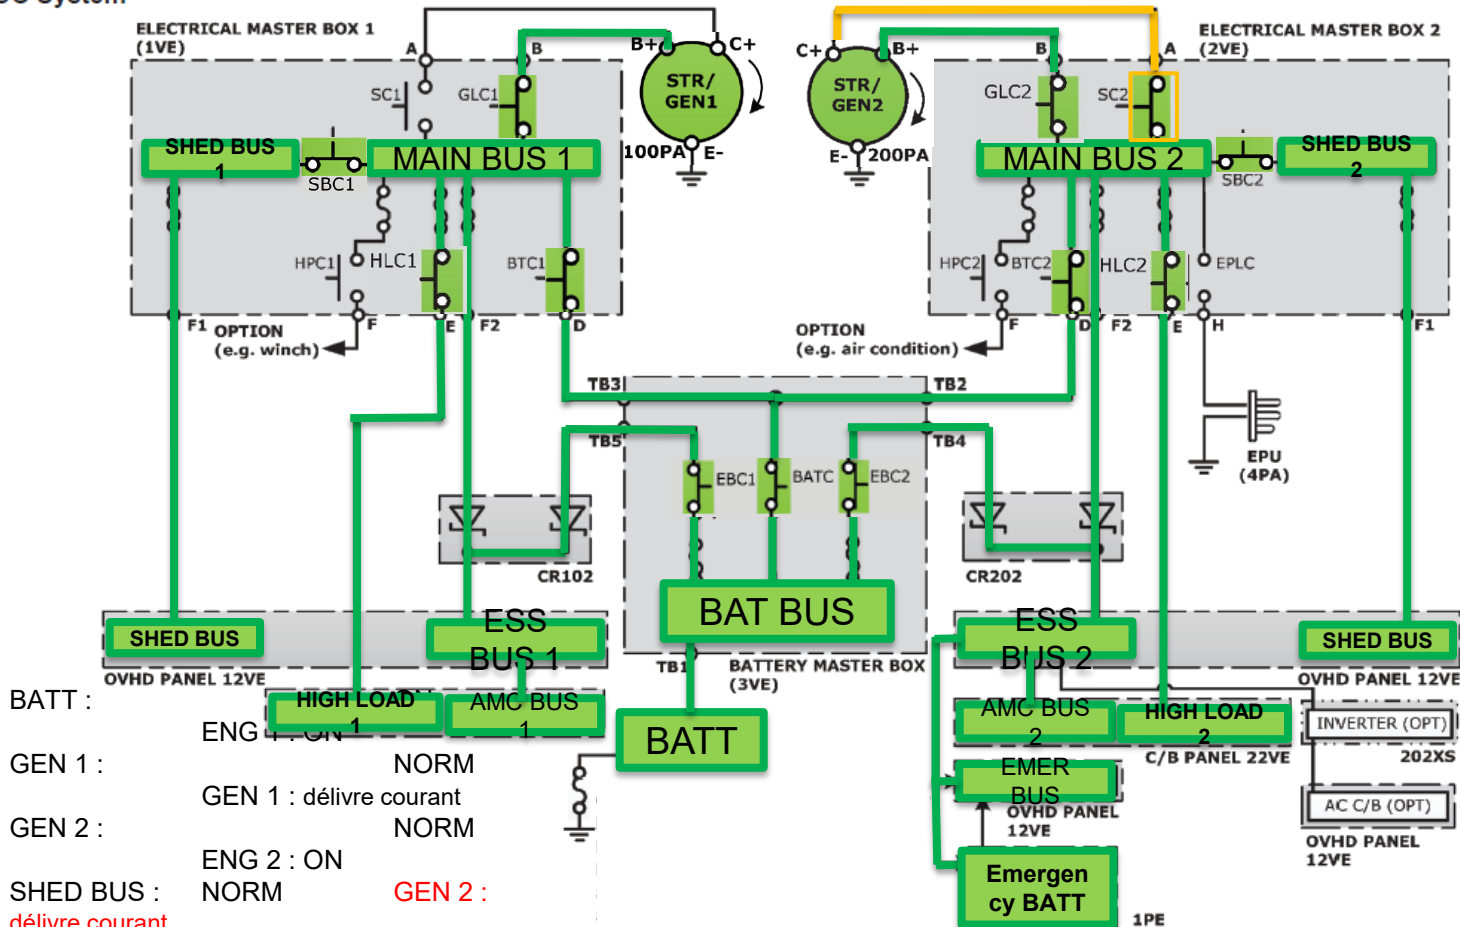 DC System
ELECTRICAL MASTER BOX 1
(1VE)
ELECTRICAL MASTER BOX 2
(2VE)
A
B
B+
C+
C+
B+
B
A
STR/
GEN1
STR/
GEN2
SC1
GLC1
GLC2
SC2
100PA
E-
E-
200PA
SHED BUS
1
MAIN BUS 1
MAIN BUS 2
SHED BUS
2
SBC1
SBC2
HPC1
HLC1
BTC1
HPC2
BTC2
HLC2
EPLC
F1
F
E
F2
D
F
D
F2
E
H
F1
OPTION
(e.g. winch)
OPTION
(e.g. air condition)
TB3
TB2
TB5
TB4
EBC1
BATC
EBC2
EPU
(4PA)
CR102
CR202
BAT BUS
SHED BUS
ESS
BUS 1
ESS
BUS 2
SHED BUS
OVHD PANEL 12VE
TB1
BATTERY MASTER BOX
(3VE)
OVHD PANEL 12VE
HIGH LOAD
1
AMC BUS
1
BATT
AMC BUS
2
HIGH LOAD
2
C/B PANEL 22VE
INVERTER (OPT)
202XS
EMER
BUS
OVHD PANEL
12VE
AC C/B (OPT)
OVHD PANEL
12VE
Emergen
cy BATT
1PE
BATT : ON
ENG 1 : ON
GEN 1 : NORM
GEN 1 : délivre courant
GEN 2 : NORM
ENG 2 : ON
SHED BUS : NORM GEN 2 :
délivre courant